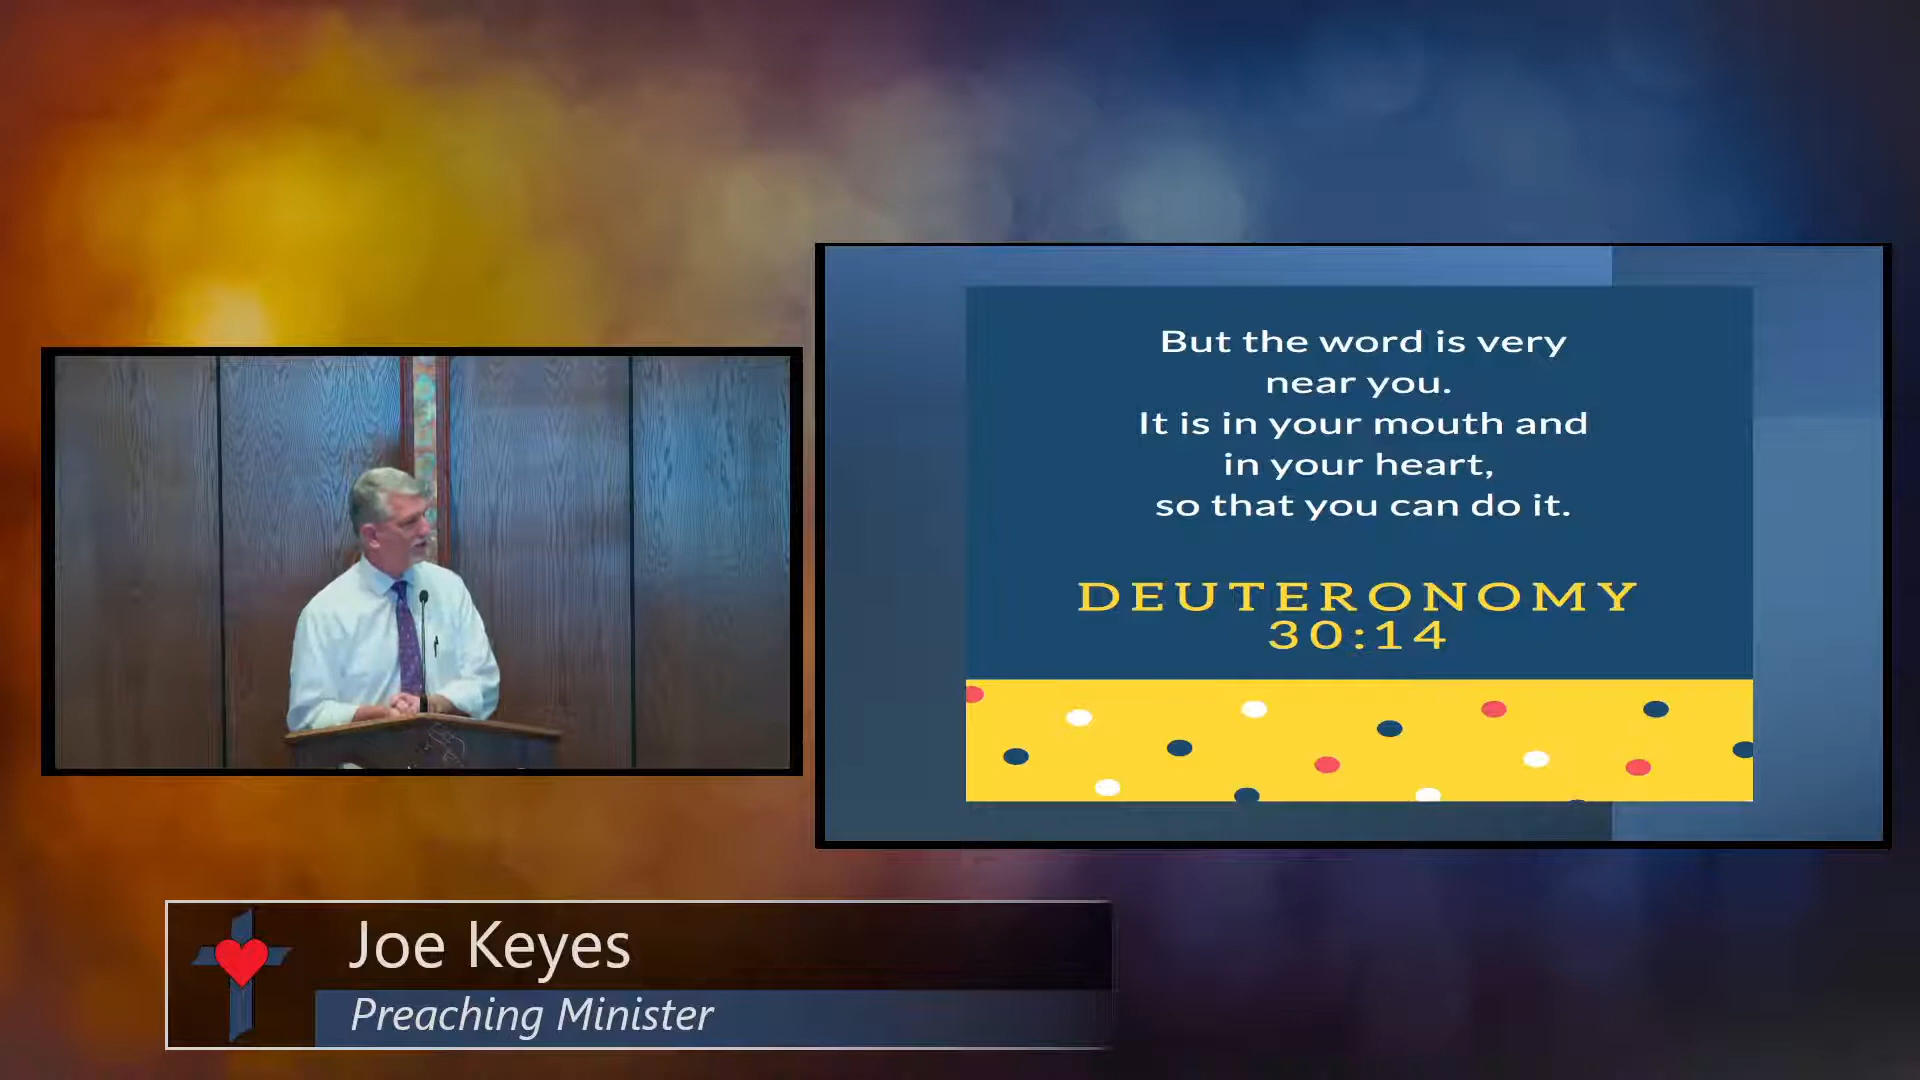 But the word is very
near you.
It is in your mouth and
in your heart,
so that you can do it.
DEUTERONOMY
30:14
Joe Keyes
Preaching Minister